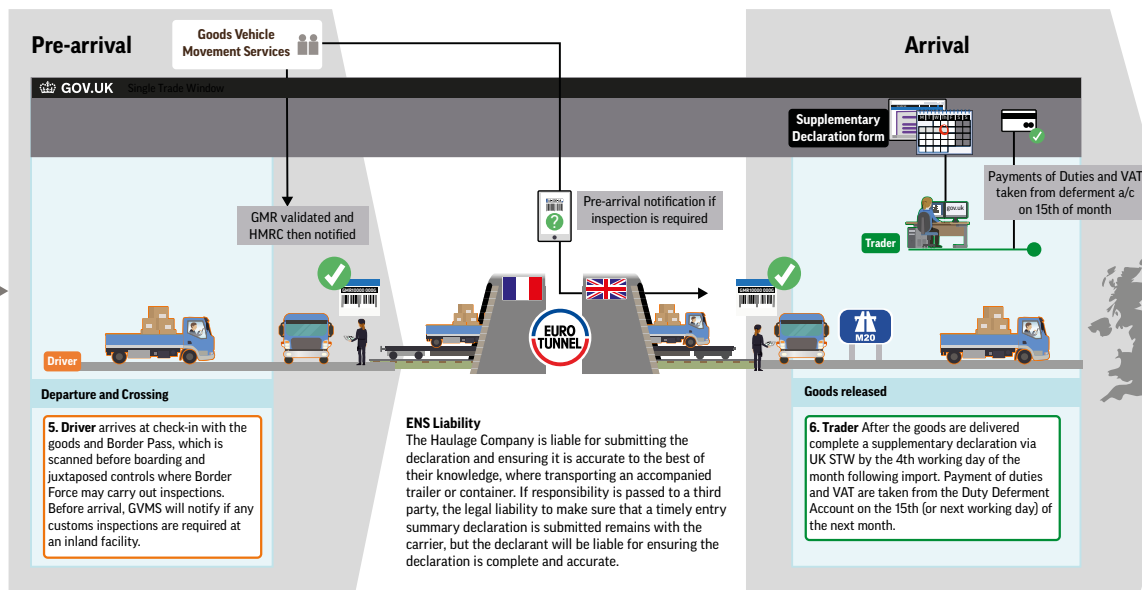 Pre-arrival
Goods Vehicle
Movement Services
Arrival
GOV.UK Single Trade Window
Supplementary
Declaration form
Payments of Duties and VAT
taken from deferment a/c
on 15th of month
GMR validated and
HMRC then notified
Pre-arrival notification if
inspection is required
gov.uk
Trader
EURO
TUNNEL
M20
Driver
Departure and Crossing
5. Driver arrives at check-in with the
goods and Border Pass, which is
scanned before boarding and
juxtaposed controls where Border
Force may carry out inspections.
Before arrival, GVMS will notify if any
customs inspections are required at
an inland facility.
ENS Liability
The Haulage Company is liable for submitting the
declaration and ensuring it is accurate to the best of
their knowledge, where transporting an accompanied
trailer or container. If responsibility is passed to a third
party, the legal liability to make sure that a timely entry
summary declaration is submitted remains with the
carrier, but the declarant will be liable for ensuring the
declaration is complete and accurate.
Goods released
6. Trader After the goods are delivered
complete a supplementary declaration via
UK STW by the 4th working day of the
month following import. Payment of duties
and VAT are taken from the Duty Deferment
Account on the 15th (or next working day) of
the next month.